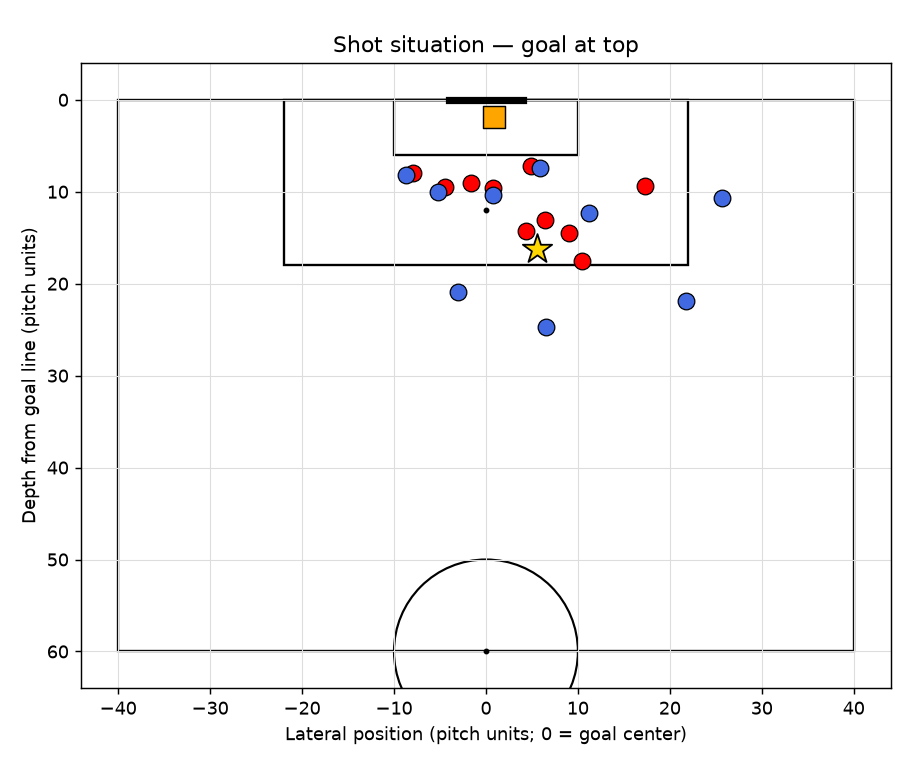 Shot situation — goal at top
Depth from goal line (pitch units)
0
10
20
30
40
50
60
−40 −30 −20 −10 0 10 20 30 40
Lateral position (pitch units; 0 = goal center)